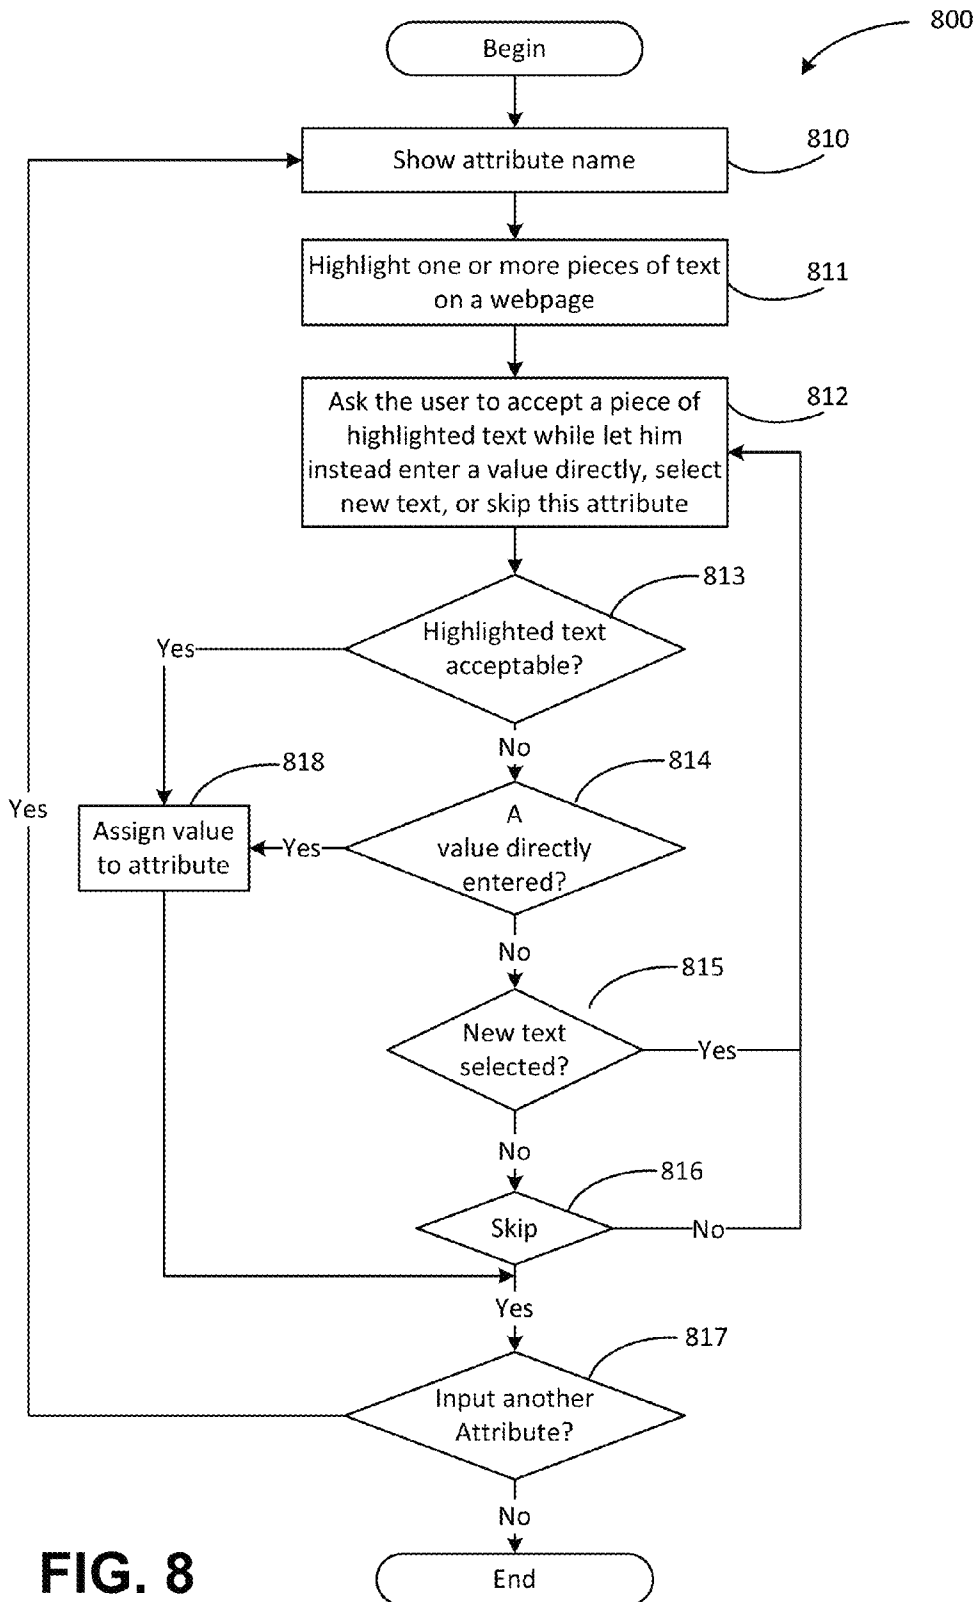 800
Begin
810
Show attribute name
Highlight one or more pieces of text
on a webpage
811
812
Ask the user to accept a piece of
highlighted text while let him
instead enter a value directly, select
new text, or skip this attribute
813
Highlighted text
acceptable?
Yes
No
818
814
Yes
Assign value
to attribute
Yes
A
value directly
entered?
No
815
New text
selected?
Yes
No
816
Skip
No
Yes
817
Input another
Attribute?
No
End
FIG. 8